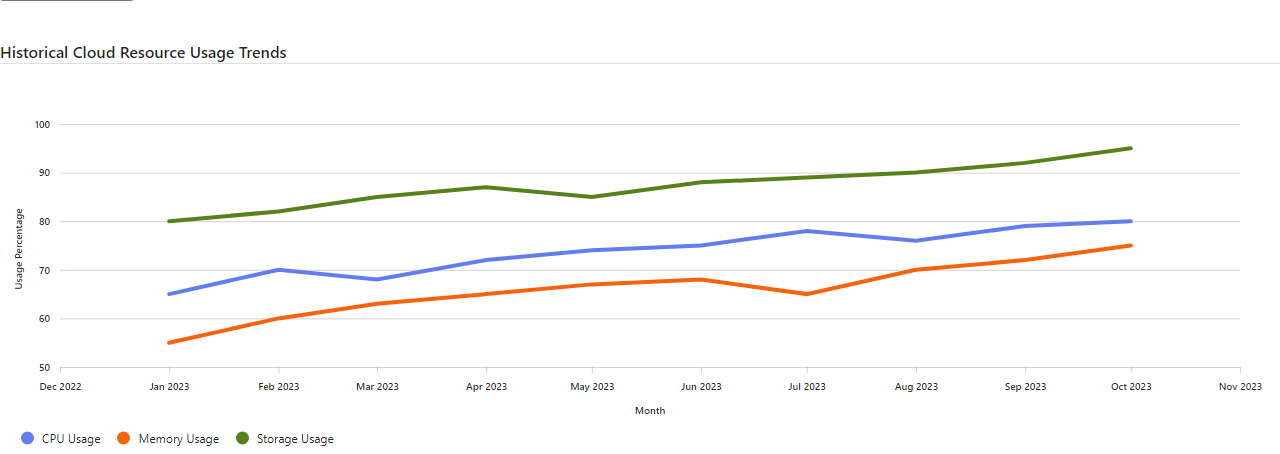 Historical Cloud Resource Usage Trends
100
90
80
70
60
50
Usage Percentage
Dec 2022 Jan 2023 Feb 2023 Mar 2023 Apr 2023 May 2023 Jun 2023 Jul 2023 Aug 2023 Sep 2023 Oct 2023 Nov 2023
Month
CPU Usage Memory Usage Storage Usage